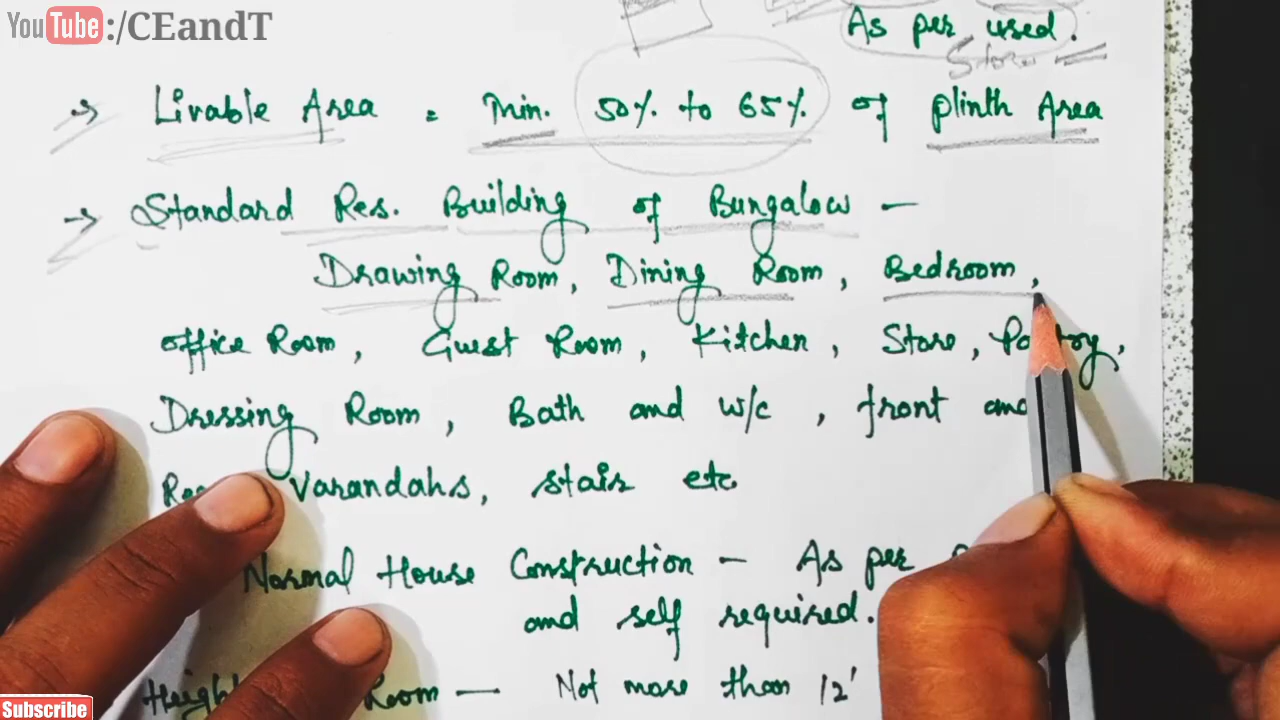 YouTube:/CEandT
As per used.
Store
→ Livable Area = Min. 50% to 65% of plinth Area
→ Standard Res. Building of Bungalow —
Drawing Room, Dining Room, Bedroom,
office Room, Guest Room, Kitchen, Store,
Dressing Room, Bath and w/c, front and
Varandahs, stair etc.
Normal House Construction — As per
and self required.
Room — Not more than 12'
Subscribe